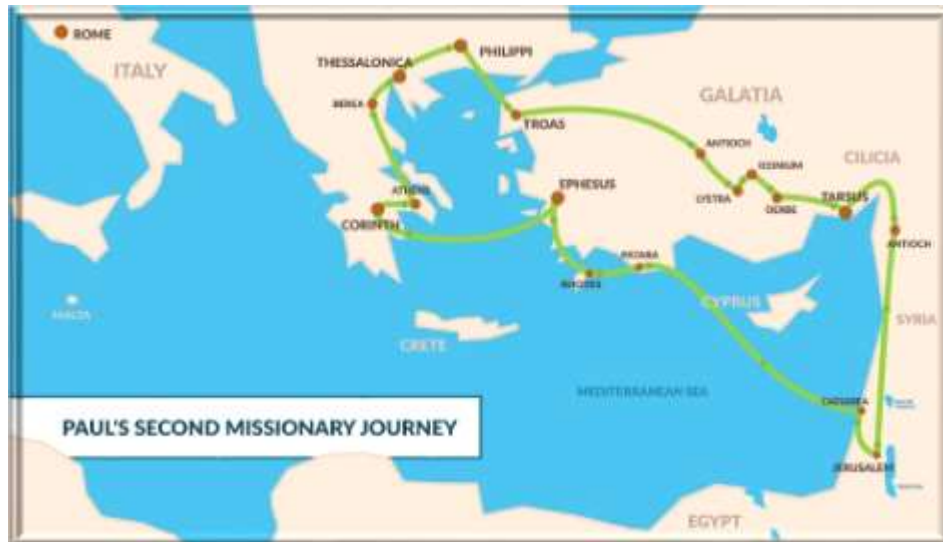 ROME
ITALY
PHILIPPI
THESSALONICA
BEREA
TROAS
GALATIA
ANTIOCH
ICONIUM
CILICIA
LYSTRA
DERBE
TARSUS
EPHESUS
ATHENS
CORINTH
ANTIOCH
PATARA
RHODES
CYPRUS
SYRIA
MALTA
CRETE
MEDITERRANEAN SEA
CAESAREA
PAUL'S SECOND MISSIONARY JOURNEY
JERUSALEM
EGYPT